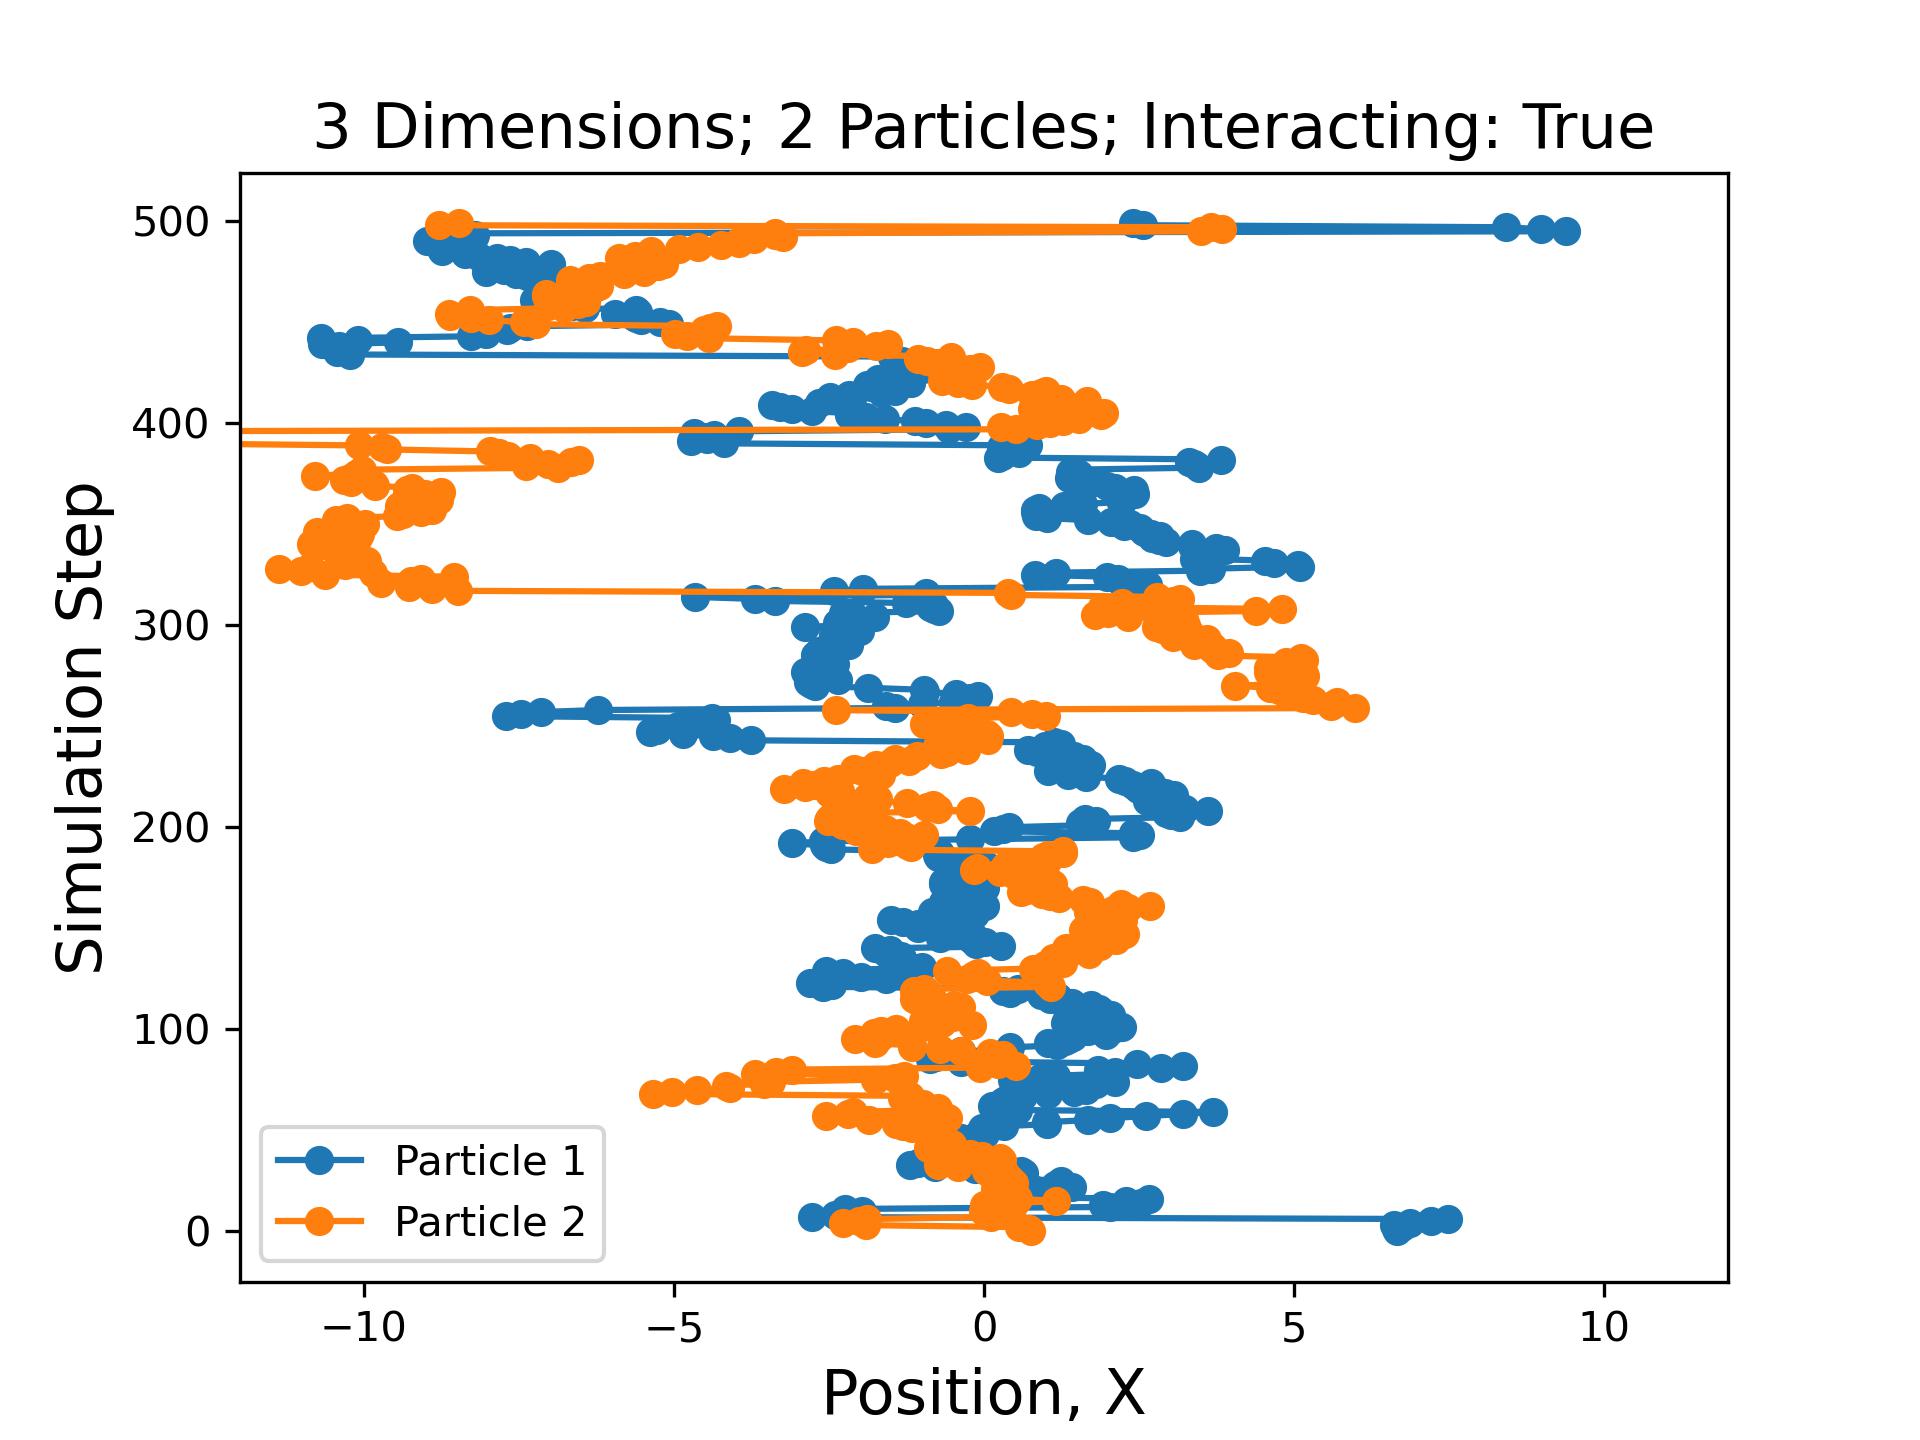 3 Dimensions; 2 Particles; Interacting: True
Simulation Step
500
400
300
200
100
0
Particle 1
Particle 2
−10
−5
0
5
10
Position, X